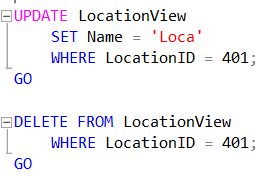 UPDATE LocationView
SET Name = 'Loca'
WHERE LocationID = 401;
GO
DELETE FROM LocationView
WHERE LocationID = 401;
GO